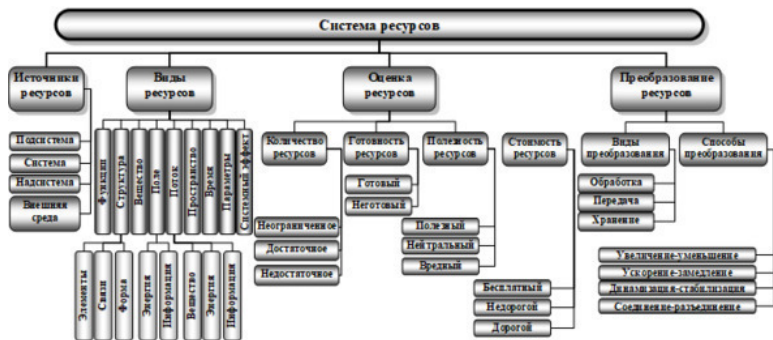 Система ресурсов
Источники
ресурсов
Виды
ресурсов
Оценка
ресурсов
Преобразование
ресурсов
Подсистема
Система
Надсистема
Внешняя
среда
Функции
Структура
Вещество
Поле
Поток
Пространство
Время
Параметры
Системный эффект
Элементы
Связи
Форма
Энергия
Информация
Вещество
Энергия
Информация
Количество
ресурсов
Готовность
ресурсов
Полезность
ресурсов
Стоимость
ресурсов
Неограниченное
Достаточное
Недостаточное
Готовый
Неготовый
Полезный
Нейтральный
Вредный
Бесплатный
Недорогой
Дорогой
Виды
преобразования
Способы
преобразования
Обработка
Передача
Хранение
Увеличение-уменьшение
Ускорение-замедление
Динамизация-стабилизация
Соединение-разъединение